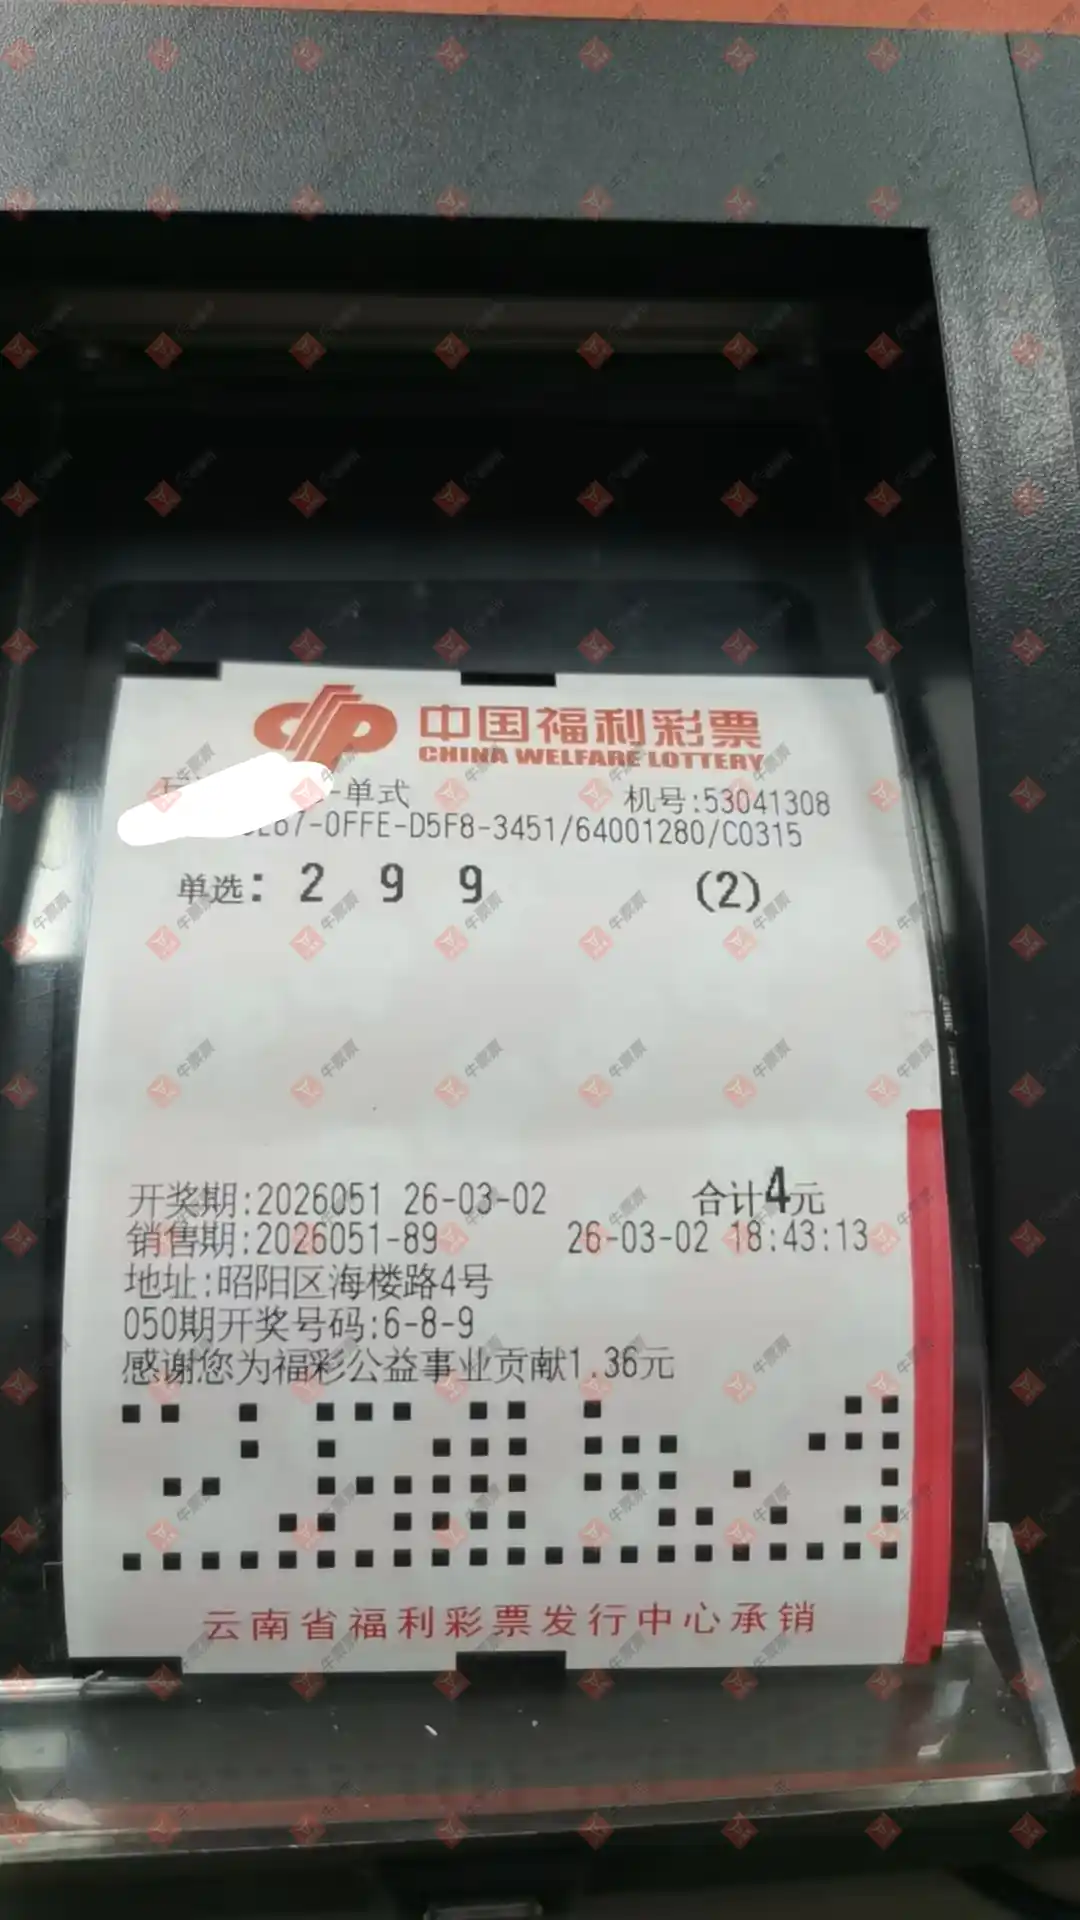 中国福利彩票
CHINA WELFARE LOTTERY
-单式 机号:53041308
67-0FFE-D5F8-3451/64001280/C0315
单选: 2 9 9 (2)
开奖期:2026051 26-03-02 合计4元
销售期:2026051-89 26-03-02 18:43:13
地址:昭阳区海楼路4号
050期开奖号码:6-8-9
感谢您为福彩公益事业贡献1.36元
云南省福利彩票发行中心承销
牛票票